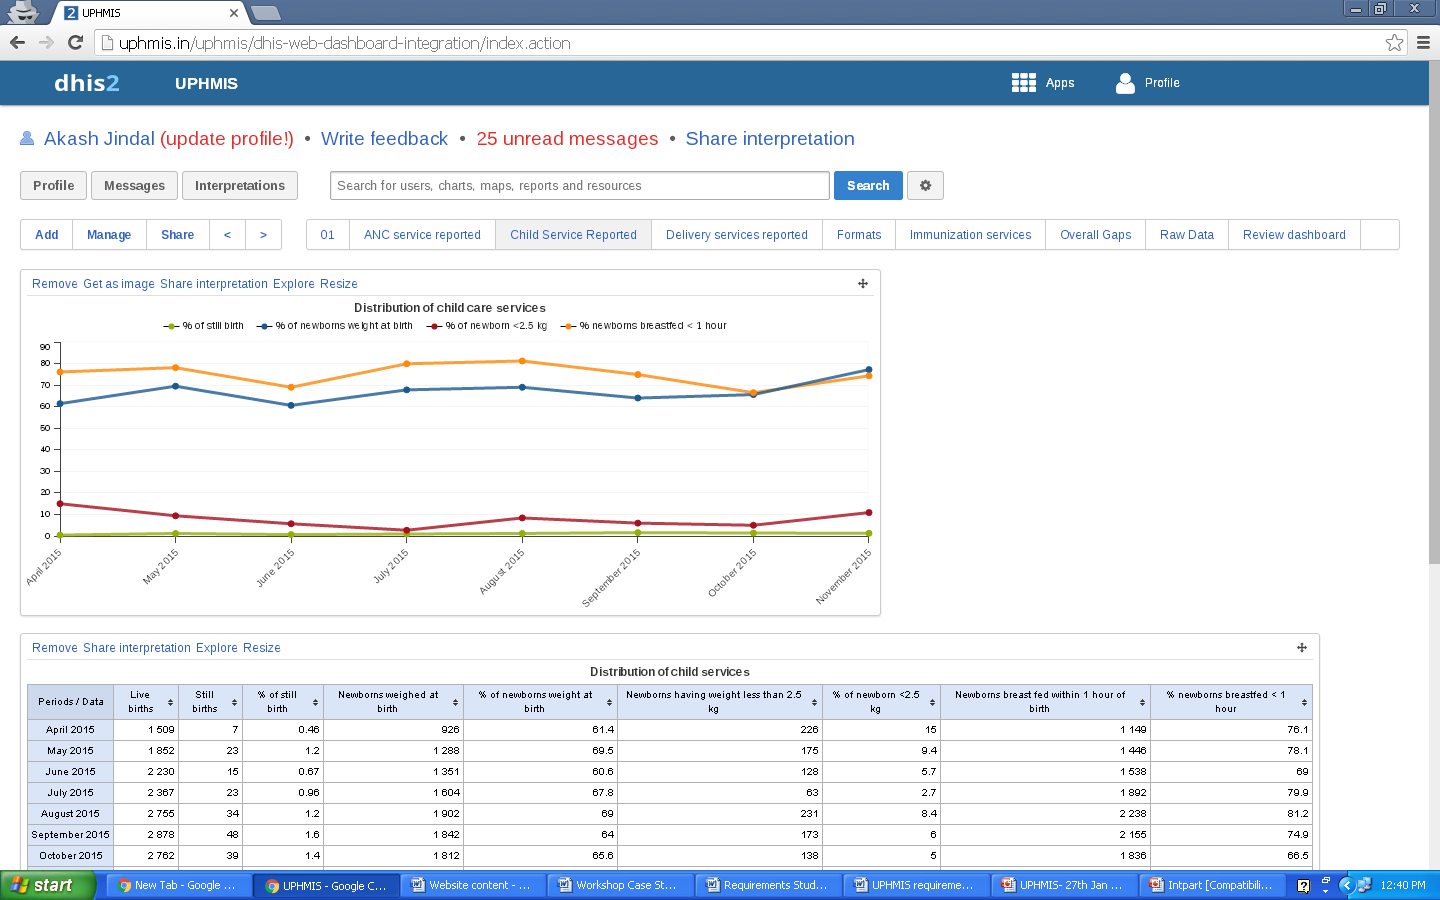 UPHMIS
uphmis.in/uphmis/dhis-web-dashboard-integration/index.action
dhis2 UPHMIS Apps Profile
Akash Jindal (update profile!) • Write feedback • 25 unread messages • Share interpretation
Profile Messages Interpretations Search for users, charts, maps, reports and resources Search
Add Manage Share < > 01 ANC service reported Child Service Reported Delivery services reported Formats Immunization services Overall Gaps Raw Data Review dashboard
Remove Get as image Share interpretation Explore Resize
Distribution of child care services
% of still birth % of newborns weight at birth % of newborn <2.5 kg % newborns breastfed < 1 hour
90
80
70
60
50
40
30
20
10
0
April 2015 May 2015 June 2015 July 2015 August 2015 September 2015 October 2015 November 2015
Remove Share interpretation Explore Resize
Distribution of child services
Periods / Data Live births Still births % of still birth Newborns weighed at birth % of newborns weight at birth Newborns having weight less than 2.5 kg % of newborn <2.5 kg Newborns breast fed within 1 hour of birth % newborns breastfed < 1 hour
April 2015 1 509 7 0.46 926 61.4 226 15 1 149 76.1
May 2015 1 852 23 1.2 1 288 69.5 175 9.4 1 446 78.1
June 2015 2 230 15 0.67 1 351 60.6 128 5.7 1 538 69
July 2015 2 367 23 0.96 1 604 67.8 63 2.7 1 892 79.9
August 2015 2 755 34 1.2 1 902 69 231 8.4 2 238 81.2
September 2015 2 878 48 1.6 1 842 64 173 6 2 155 74.9
October 2015 2 762 39 1.4 1 812 65.6 138 5 1 836 66.5
start New Tab - Google ... UPHMIS - Google C... Website content - ... Workshop Case St... Requirements Stud... UPHMIS requireme... UPHMIS- 27th Jan ... Intpart [Compatibili... 12:40 PM